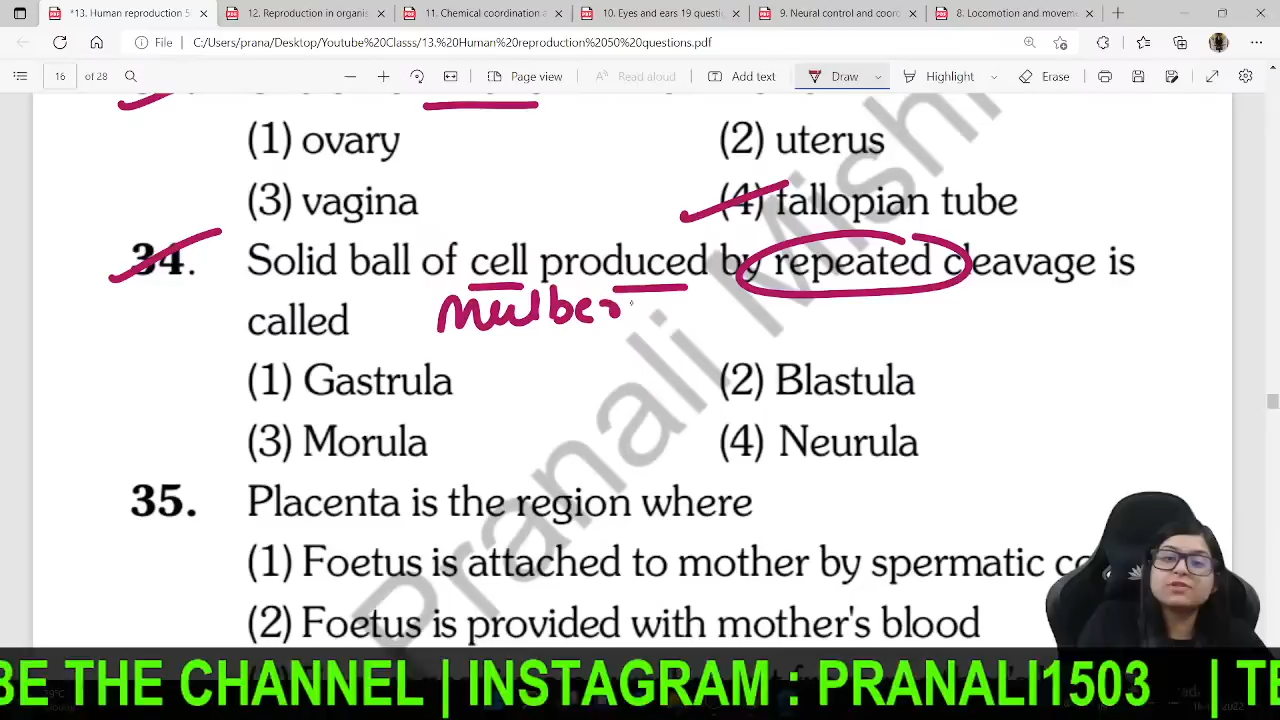 *13. Human reproduction 5
12. Reproduction in organis
11. Chemical coordination a
10. Eyes and ears 19 questi
9. Neural control and coor
8. Locomotion and moveme
File
C:/Users/prana/Desktop/Youtube%20Classs/13.%20Human%20reproduction%2050%20questions.pdf
16 of 28
Page view
Read aloud
Add text
Draw
Highlight
Erase
(1) ovary (2) uterus
(3) vagina (4) fallopian tube
34. Solid ball of cell produced by repeated cleavage is
Mulber
called
(1) Gastrula (2) Blastula
(3) Morula (4) Neurula
35. Placenta is the region where
(1) Foetus is attached to mother by spermatic
(2) Foetus is provided with mother's blood
Pranali Mish
BE THE CHANNEL | INSTAGRAM : PRANALI1503 | TE